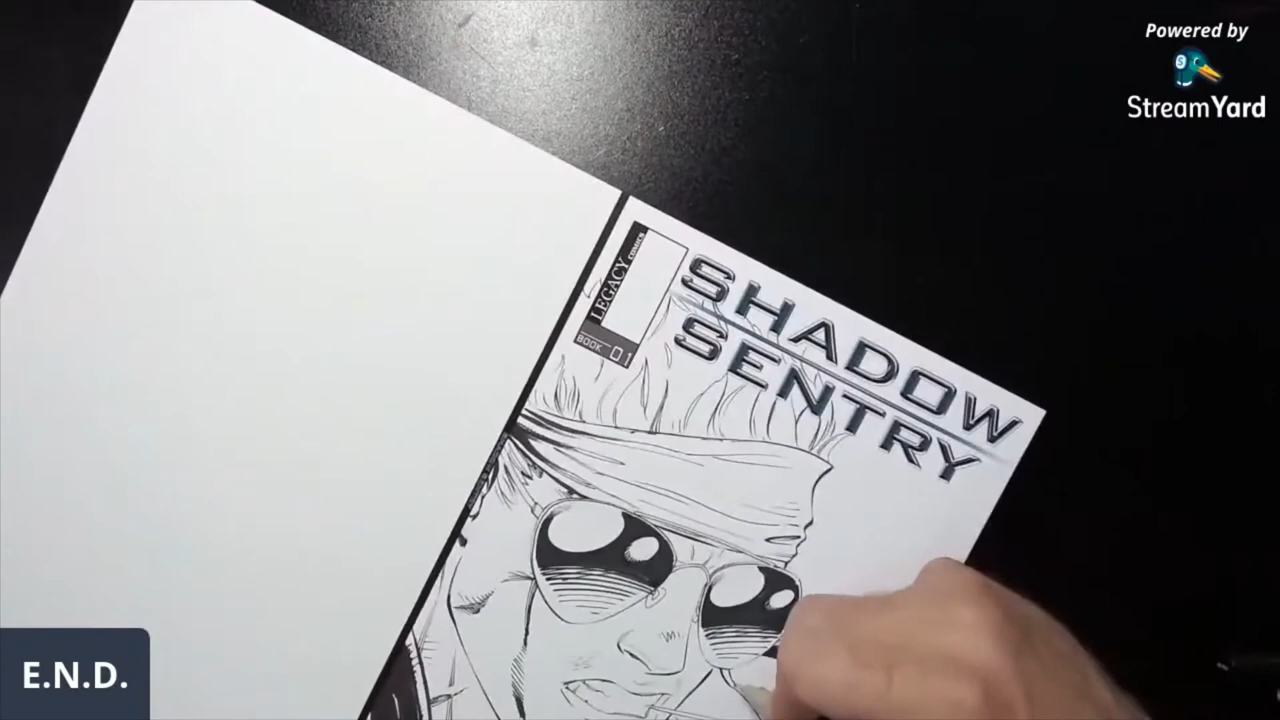 Powered by
StreamYard
LEGACY COMICS
BOOK 01
SHADOW
SENTRY
E.N.D.